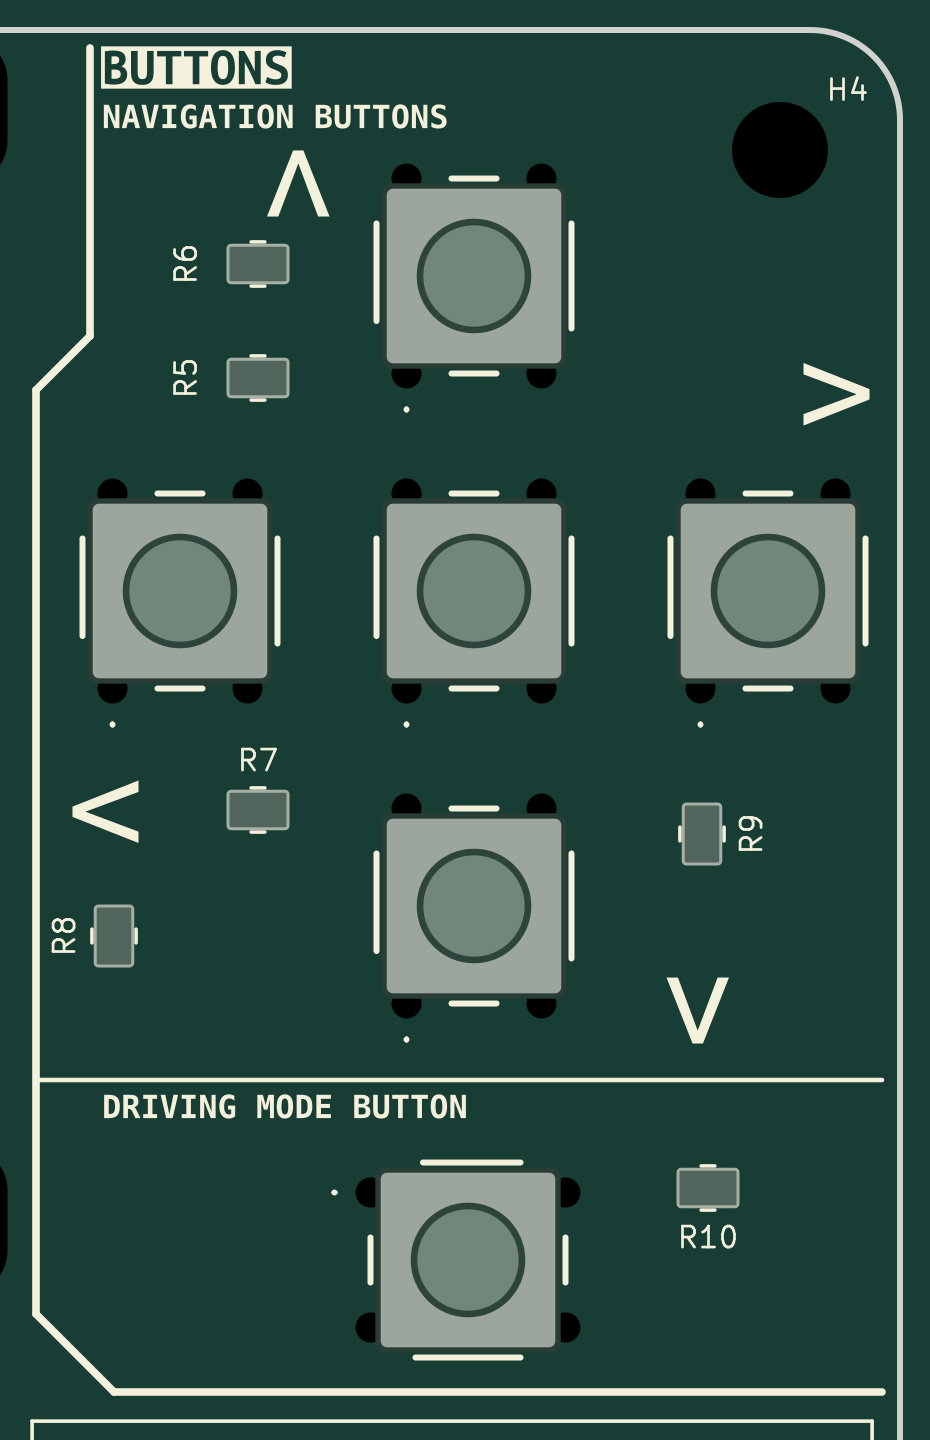 BUTTONS
H4
NAVIGATION BUTTONS
<
R6
R5
>
R7
<
R9
R8
>
DRIVING MODE BUTTON
R10